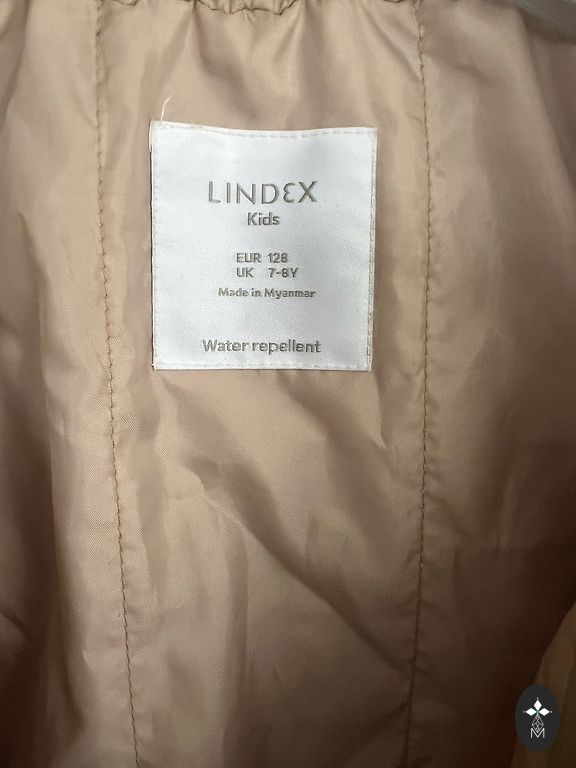 LINDEX
Kids
EUR 128
UK 7-8Y
Made in Myanmar
Water repellent
M